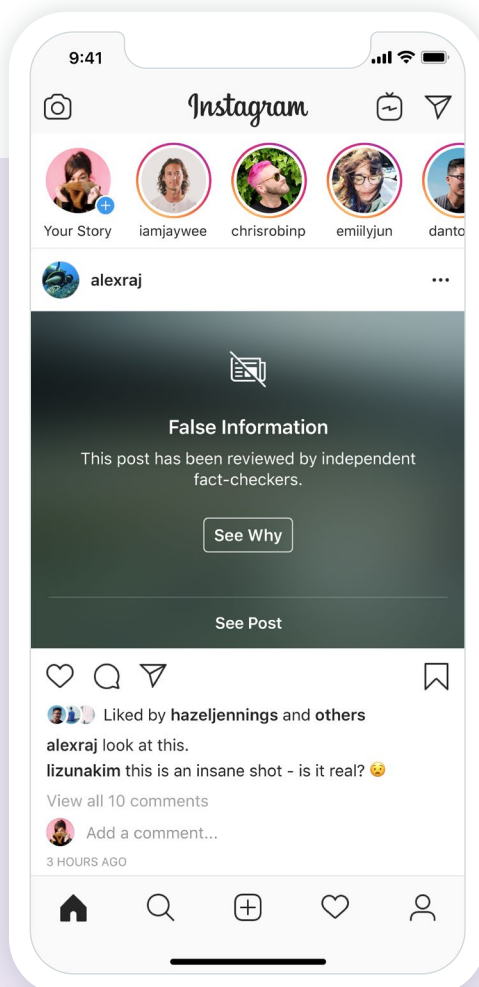 9:41
Instagram
Your Story
iamjaywee
chrisrobinp
emiilyjun
danto
alexraj
False Information
This post has been reviewed by independent
fact-checkers.
See Why
See Post
Liked by hazeljennings and others
alexraj look at this.
lizunakim this is an insane shot - is it real? 😧
View all 10 comments
Add a comment...
3 HOURS AGO